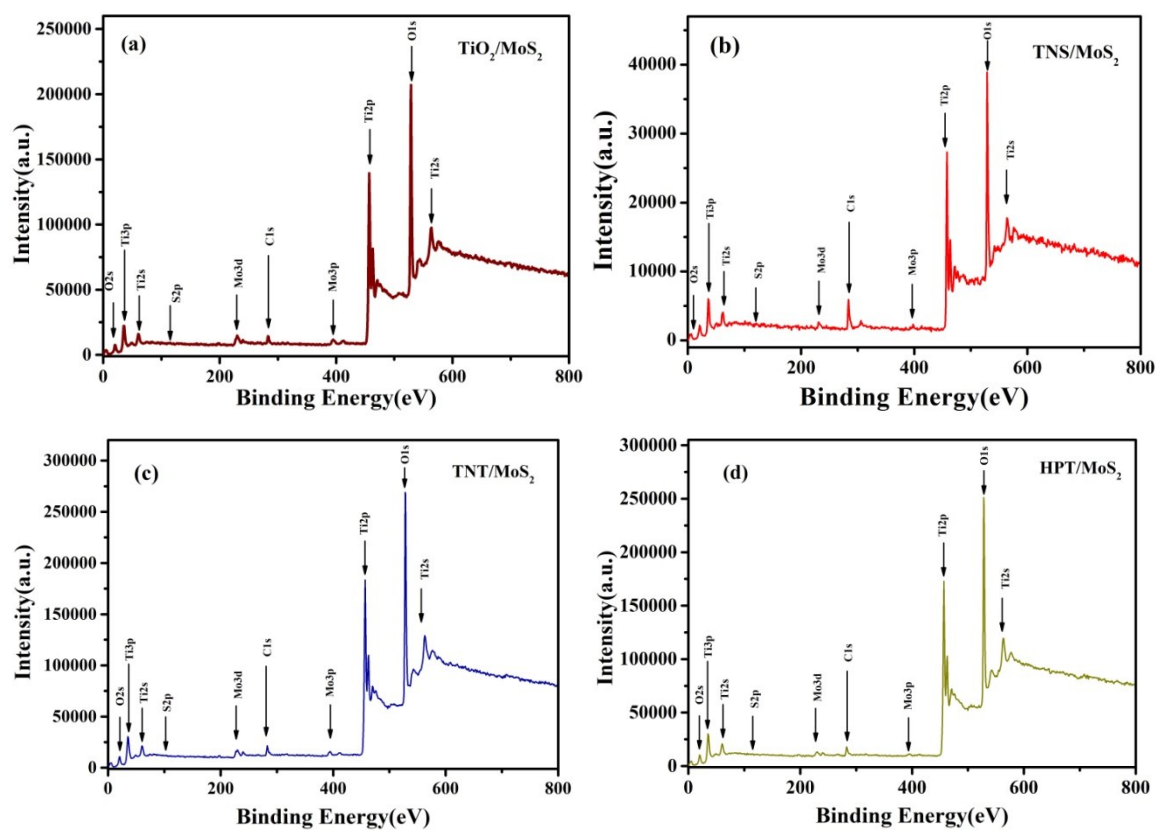 (a)
TiO₂/MoS₂
Intensity(a.u.)
250000
200000
150000
100000
50000
0
O2s
Ti3p
Ti2s
S2p
Mo3d
C1s
Mo3p
Ti2p
O1s
Ti2s
0 200 400 600 800
Binding Energy(eV)
(b)
TNS/MoS₂
Intensity(a.u.)
40000
30000
20000
10000
0
O2s
Ti3p
Ti2s
S2p
Mo3d
C1s
Mo3p
Ti2p
O1s
Ti2s
0 200 400 600 800
Binding Energy(eV)
(c)
TNT/MoS₂
Intensity(a.u.)
300000
250000
200000
150000
100000
50000
0
O2s
Ti3p
Ti2s
S2p
Mo3d
C1s
Mo3p
Ti2p
O1s
Ti2s
0 200 400 600 800
Binding Energy(eV)
(d)
HPT/MoS₂
Intensity(a.u.)
300000
250000
200000
150000
100000
50000
0
O2s
Ti3p
Ti2s
S2p
Mo3d
C1s
Mo3p
Ti2p
O1s
Ti2s
0 200 400 600 800
Binding Energy(eV)